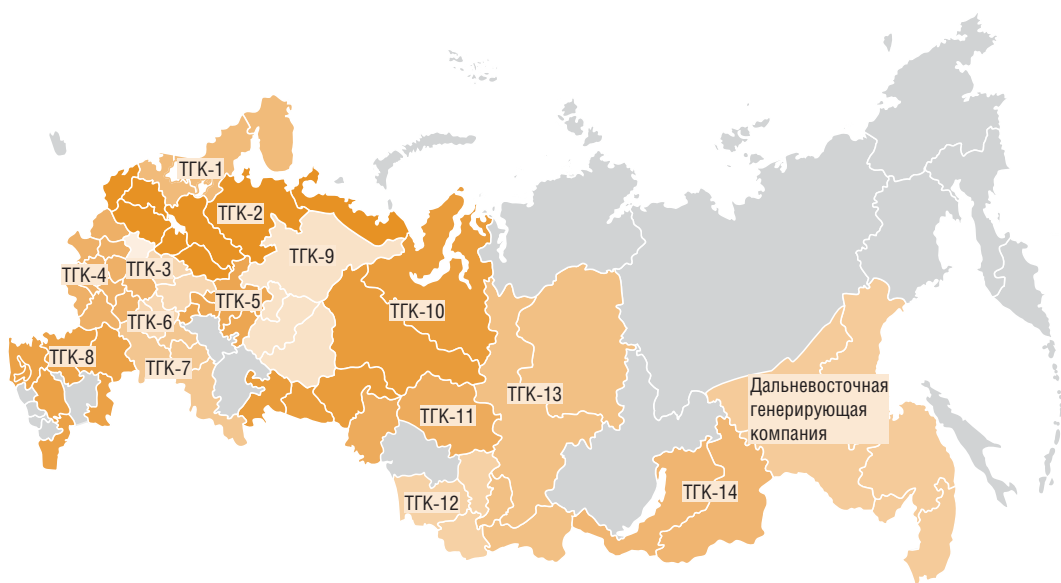 ТГК-1
ТГК-2
ТГК-9
ТГК-3
ТГК-4
ТГК-5
ТГК-10
ТГК-6
ТГК-8
ТГК-7
ТГК-13
Дальневосточная
генерирующая
компания
ТГК-11
ТГК-14
ТГК-12